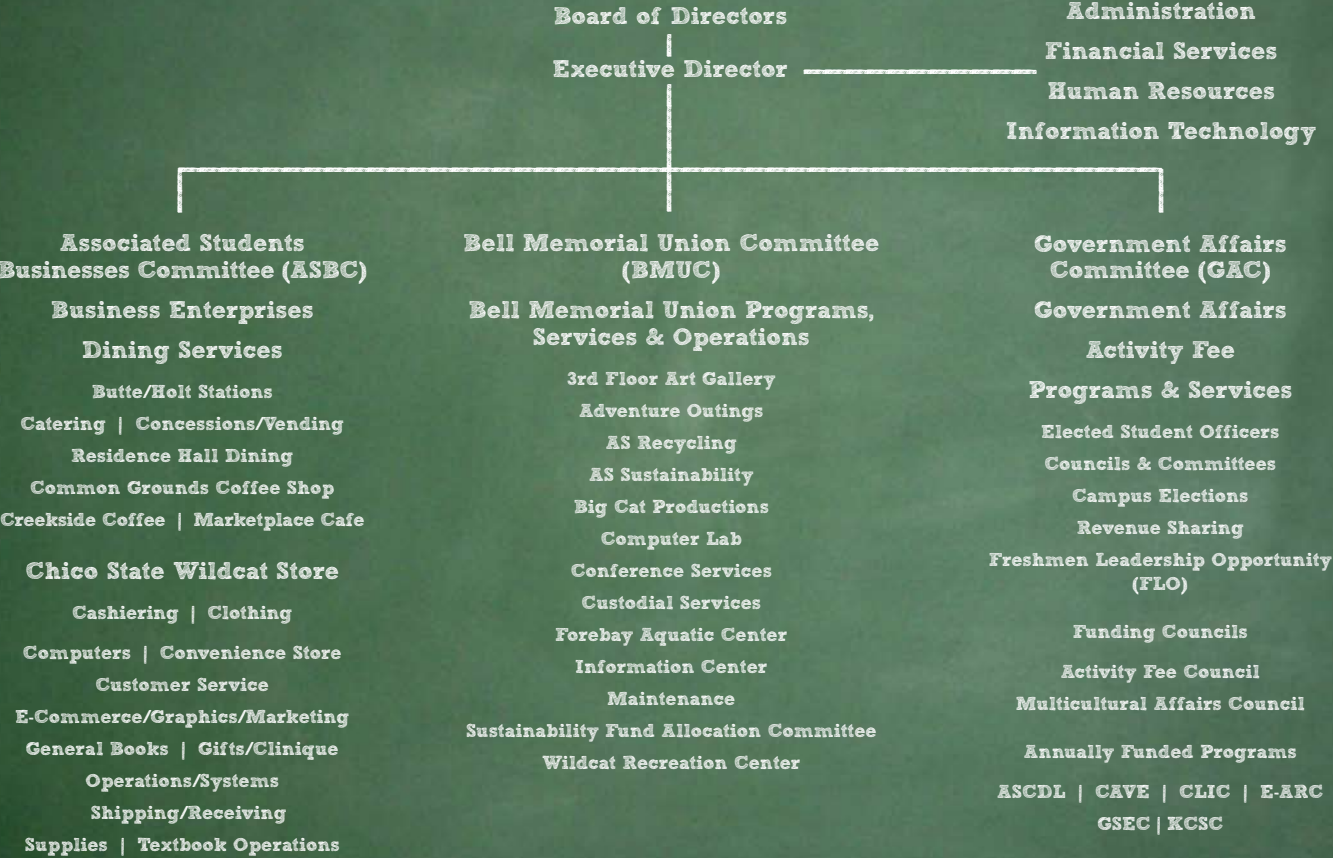 Board of Directors
Executive Director
Administration
Financial Services
Human Resources
Information Technology
Associated Students
Businesses Committee (ASBC)
Business Enterprises
Dining Services
Butte/Holt Stations
Catering | Concessions/Vending
Residence Hall Dining
Common Grounds Coffee Shop
Creekside Coffee | Marketplace Cafe
Chico State Wildcat Store
Cashiering | Clothing
Computers | Convenience Store
Customer Service
E-Commerce/Graphics/Marketing
General Books | Gifts/Clinique
Operations/Systems
Shipping/Receiving
Supplies | Textbook Operations
Bell Memorial Union Committee
(BMUC)
Bell Memorial Union Programs,
Services & Operations
3rd Floor Art Gallery
Adventure Outings
AS Recycling
AS Sustainability
Big Cat Productions
Computer Lab
Conference Services
Custodial Services
Forebay Aquatic Center
Information Center
Maintenance
Sustainability Fund Allocation Committee
Wildcat Recreation Center
Government Affairs
Committee (GAC)
Government Affairs
Activity Fee
Programs & Services
Elected Student Officers
Councils & Committees
Campus Elections
Revenue Sharing
Freshmen Leadership Opportunity
(FLO)
Funding Councils
Activity Fee Council
Multicultural Affairs Council
Annually Funded Programs
ASCDL | CAVE | CLIC | E-ARC
GSEC | KCSC